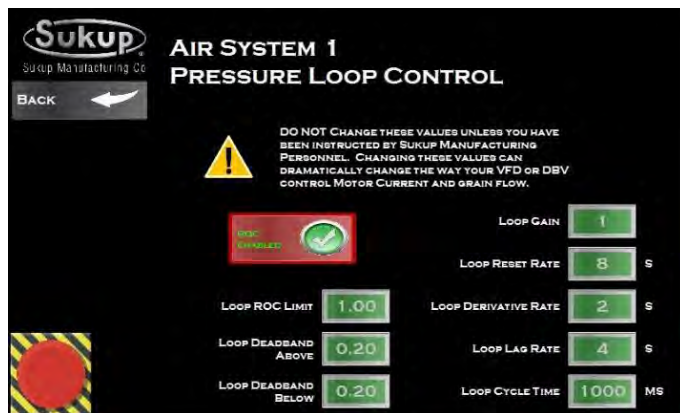 SUKUP
Sukup Manufacturing Co
BACK
AIR SYSTEM 1
PRESSURE LOOP CONTROL
DO NOT CHANGE THESE VALUES UNLESS YOU HAVE
BEEN INSTRUCTED BY SUKUP MANUFACTURING
PERSONNEL. CHANGING THESE VALUES CAN
DRAMATICALLY CHANGE THE WAY YOUR VFD OR DBV
CONTROL MOTOR CURRENT AND GRAIN FLOW.
ROC
ENABLED
LOOP GAIN 1
LOOP RESET RATE 8 S
LOOP ROC LIMIT 1.00
LOOP DERIVATIVE RATE 2 S
LOOP DEADBAND
ABOVE 0.20
LOOP LAG RATE 4 S
LOOP DEADBAND
BELOW 0.20
LOOP CYCLE TIME 1000 MS